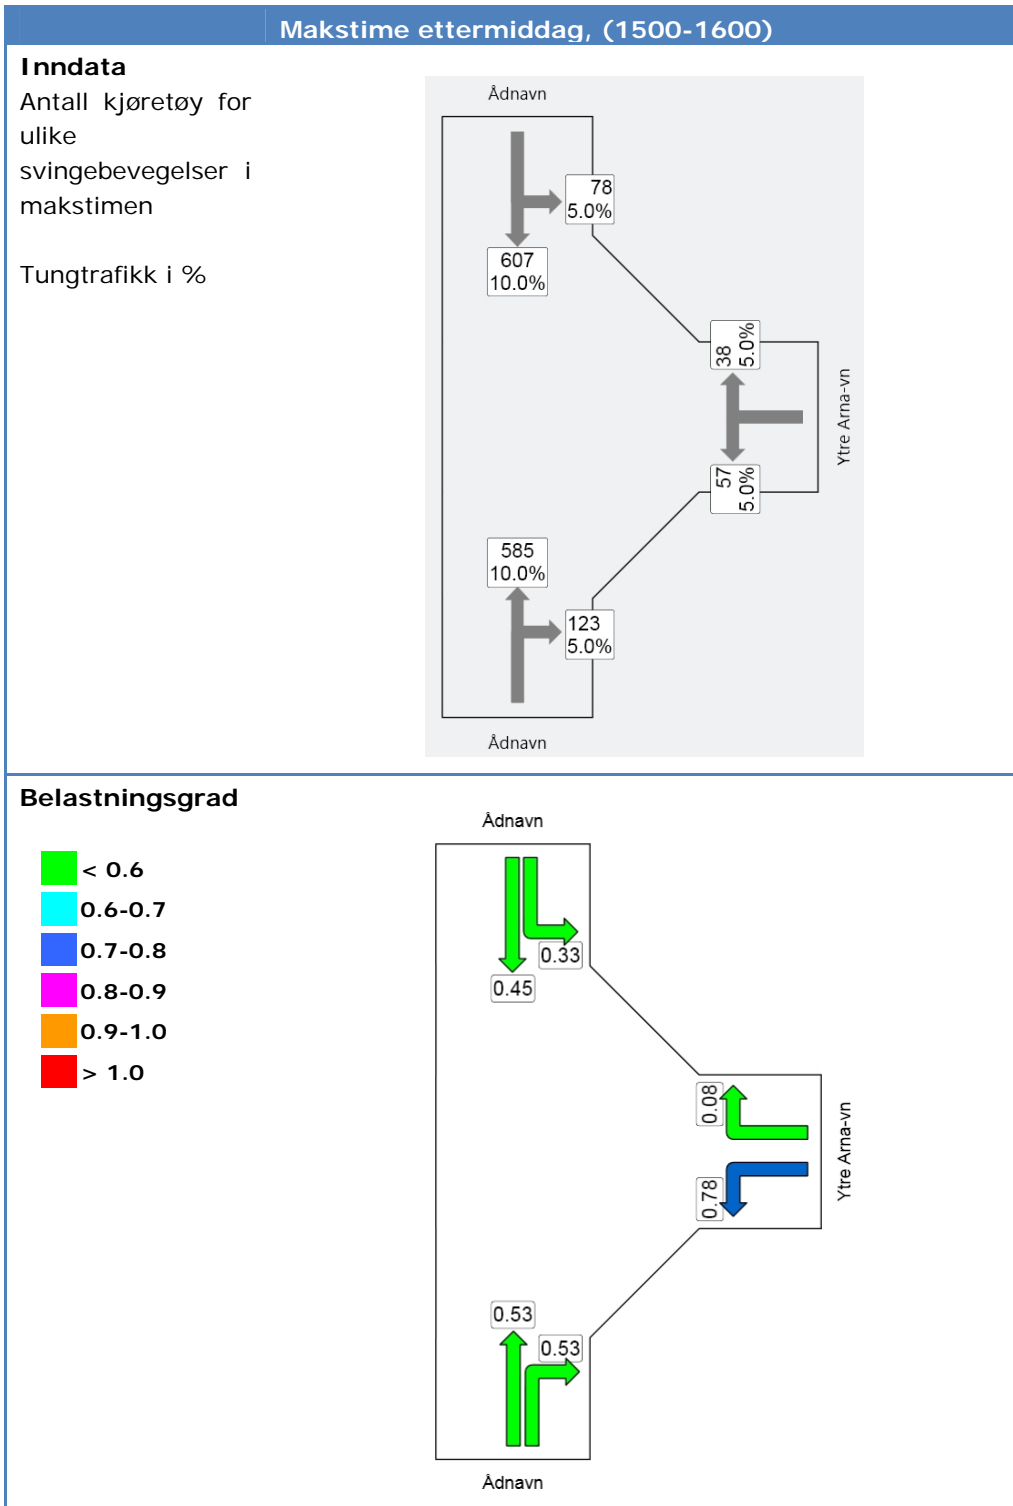 Makstime ettermiddag, (1500-1600)
Inndata
Antall kjøretøy for
ulike
svingebevegelser i
makstimen
Tungtrafikk i %
Ådnavn
78
5.0%
607
10.0%
38
5.0%
Ytre Arna-vn
57
5.0%
585
10.0%
123
5.0%
Ådnavn
Belastningsgrad
< 0.6
0.6-0.7
0.7-0.8
0.8-0.9
0.9-1.0
> 1.0
Ådnavn
0.33
0.45
0.08
Ytre Arna-vn
0.78
0.53
0.53
Ådnavn